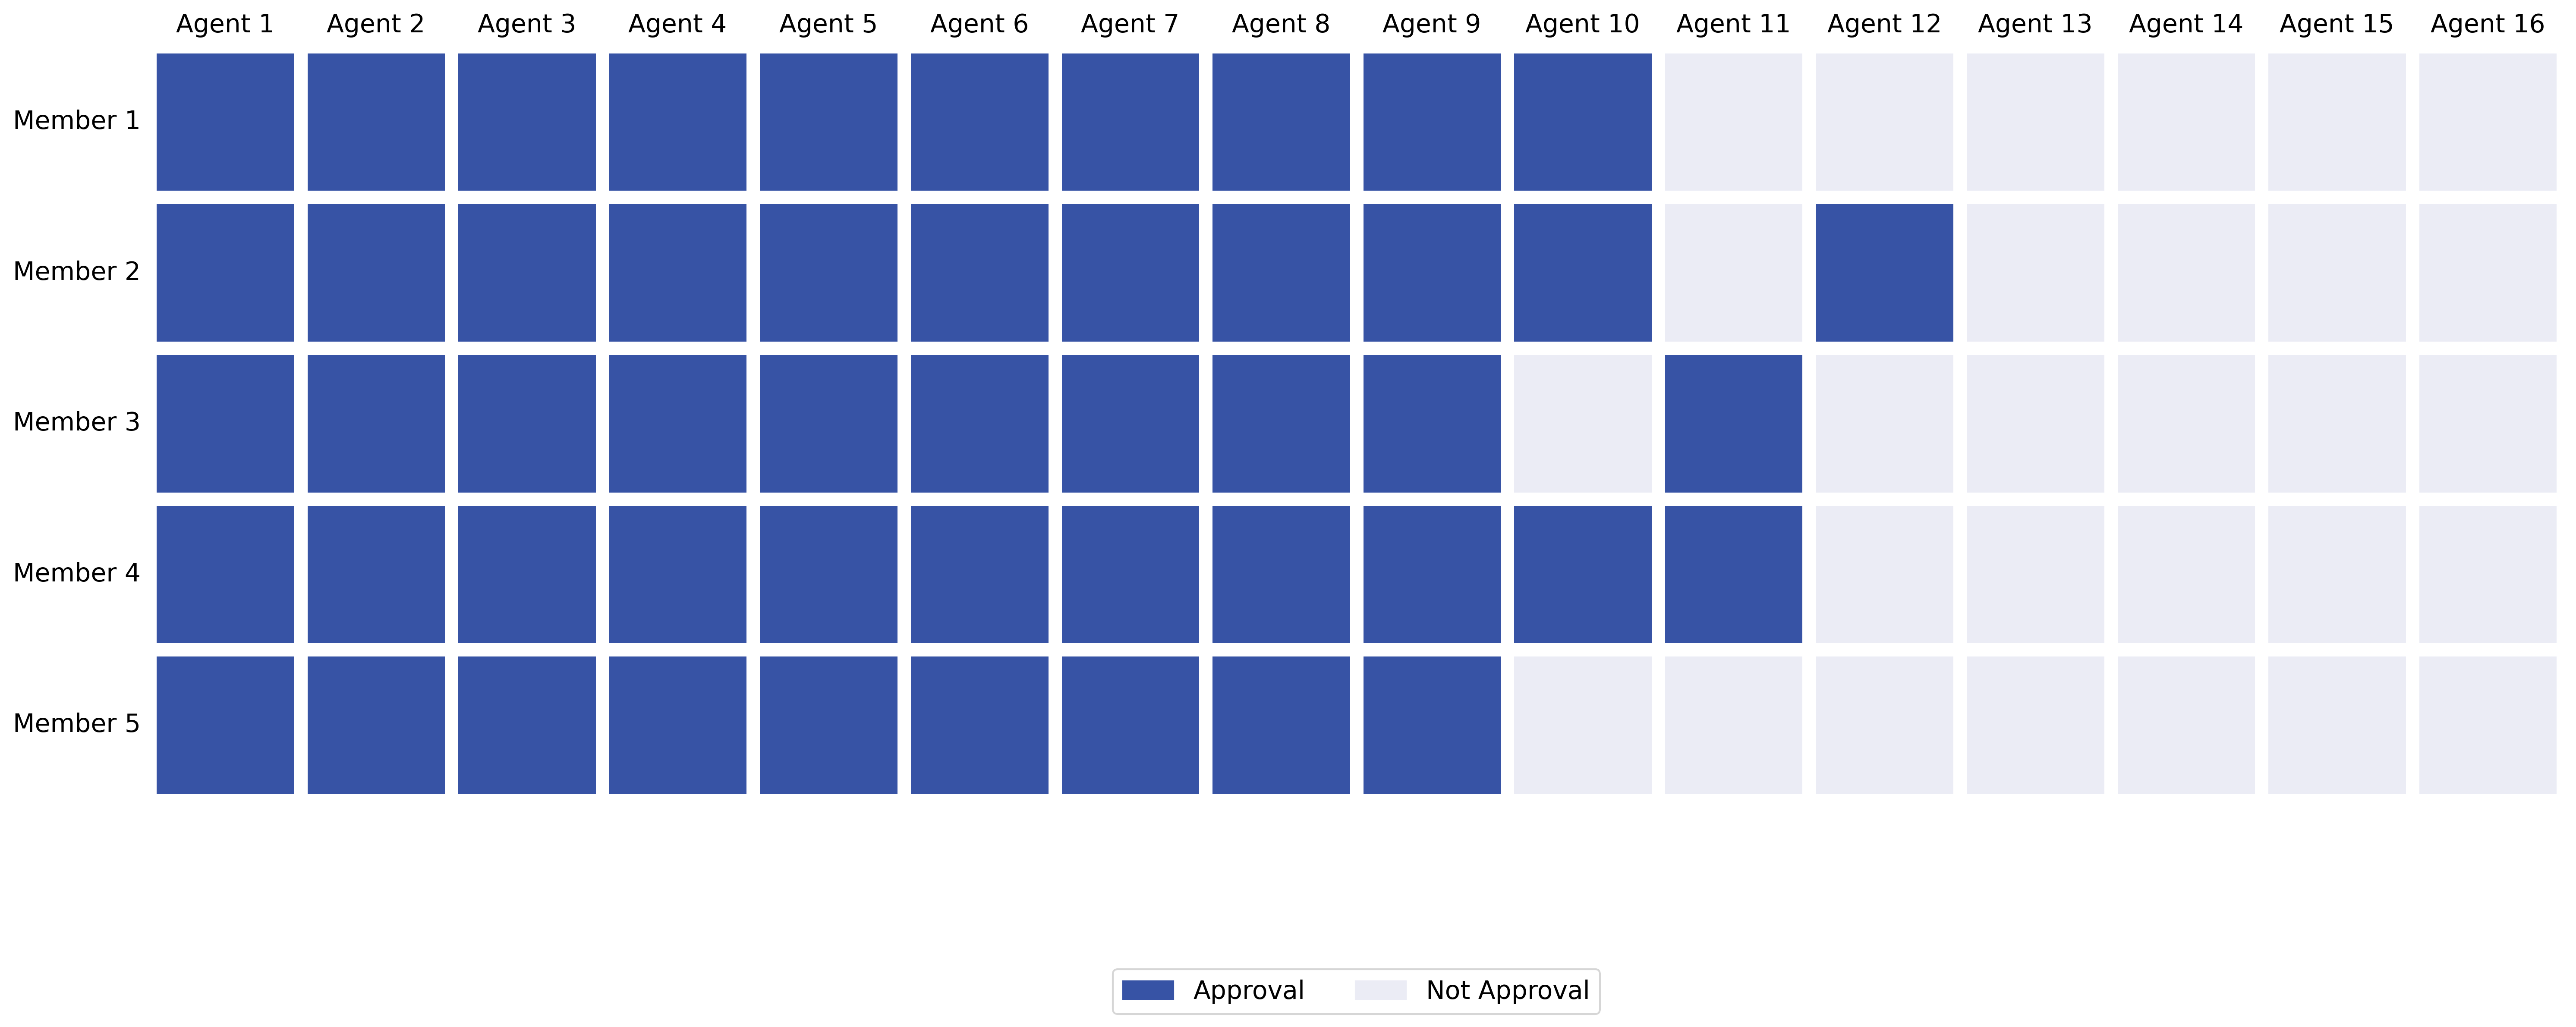 Agent 1 Agent 2 Agent 3 Agent 4 Agent 5 Agent 6 Agent 7 Agent 8 Agent 9 Agent 10 Agent 11 Agent 12 Agent 13 Agent 14 Agent 15 Agent 16
Member 1
Member 2
Member 3
Member 4
Member 5
Approval Not Approval